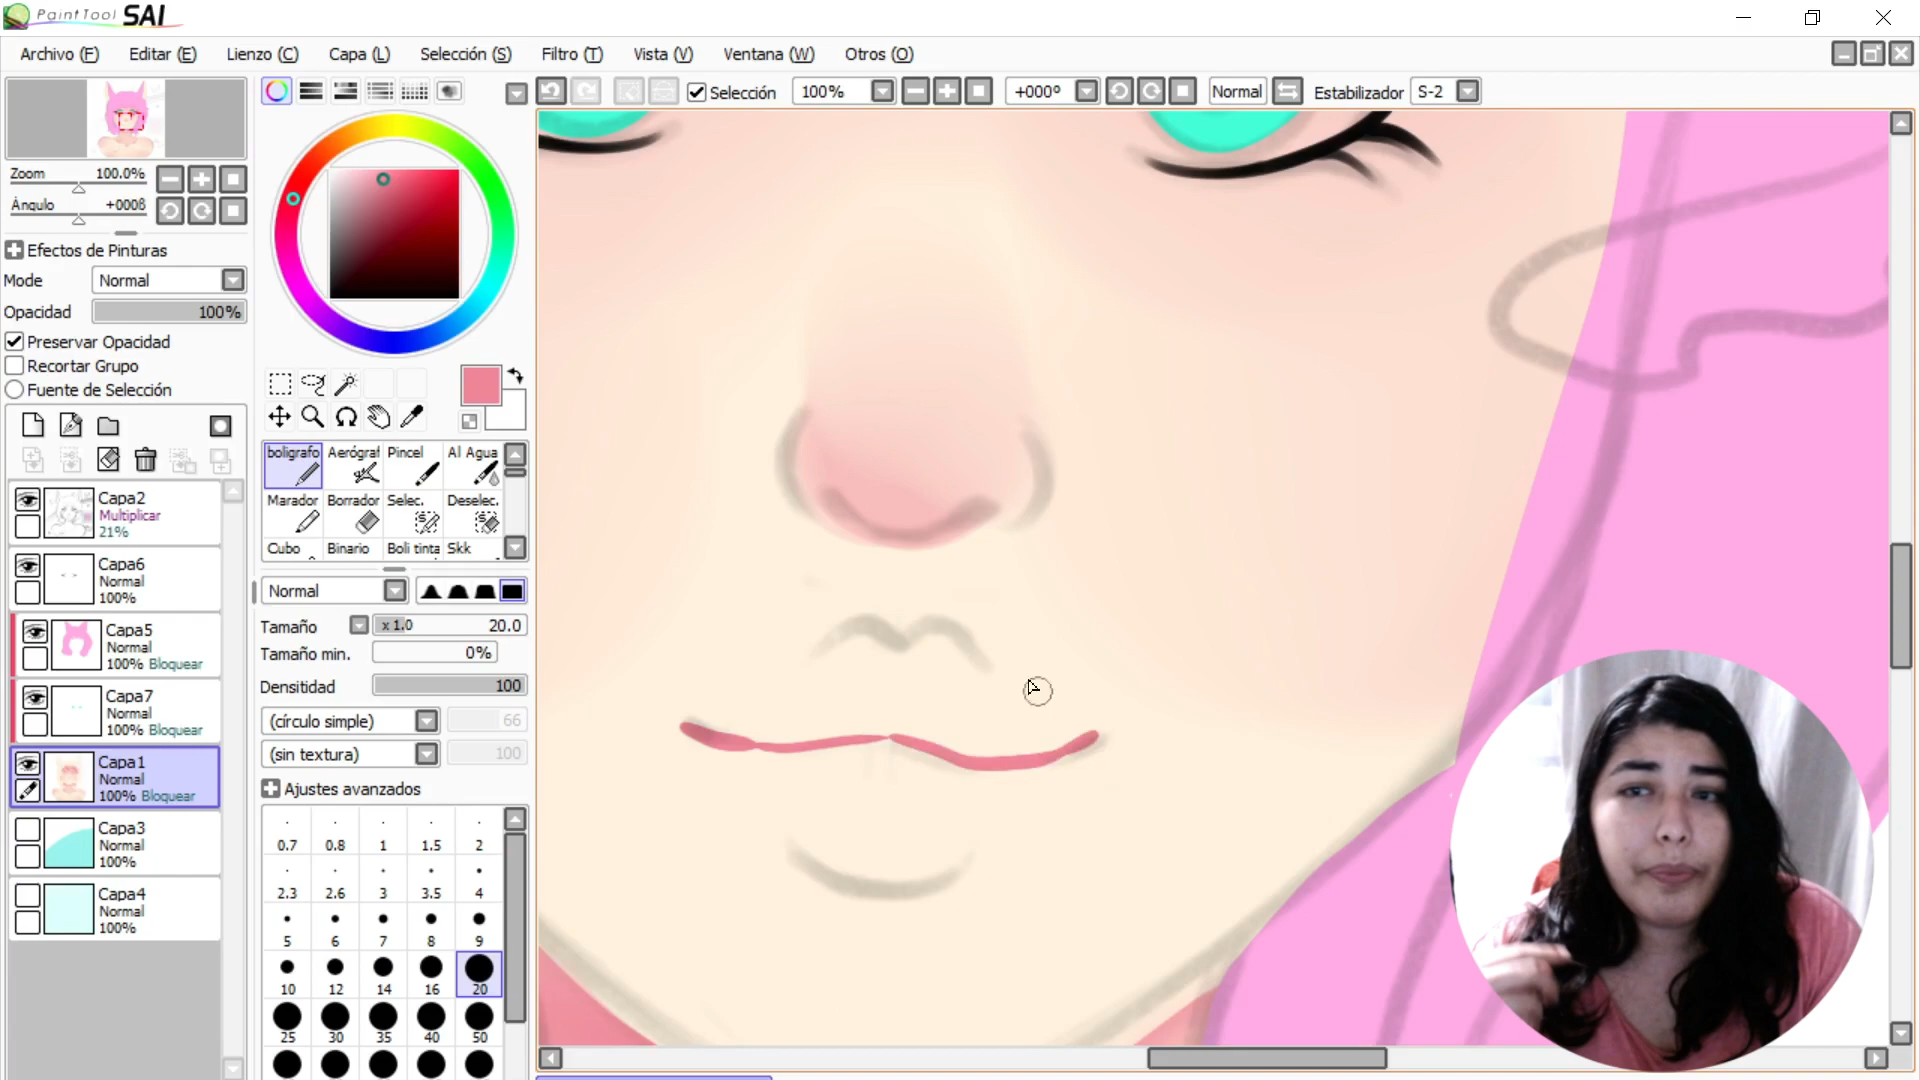 PaintTool SAI
Archivo (F) Editar (E) Lienzo (C) Capa (L) Selección (S) Filtro (T) Vista (V) Ventana (W) Otros (O)
Selección 100% +000º Normal Estabilizador S-2
Zoom 100.0%
Ángulo +000ß
Efectos de Pinturas
Mode Normal
Opacidad 100%
Preservar Opacidad
Recortar Grupo
Fuente de Selección
Capa2
Multiplicar
21%
Capa6
Normal
100%
Capa5
Normal
100% Bloquear
Capa7
Normal
100% Bloquear
Capa1
Normal
100% Bloquear
Capa3
Normal
100%
Capa4
Normal
100%
boligrafo Aerógraf Pincel Al Agua
Marador Borrador Selec. Deselec.
Cubo Binario Boli tinta Skk
Normal
Tamaño x 1.0 20.0
Tamaño min. 0%
Densitidad 100
(círculo simple) 66
(sin textura) 100
Ajustes avanzados
0.7 0.8 1 1.5 2
2.3 2.6 3 3.5 4
5 6 7 8 9
10 12 14 16 20
25 30 35 40 50